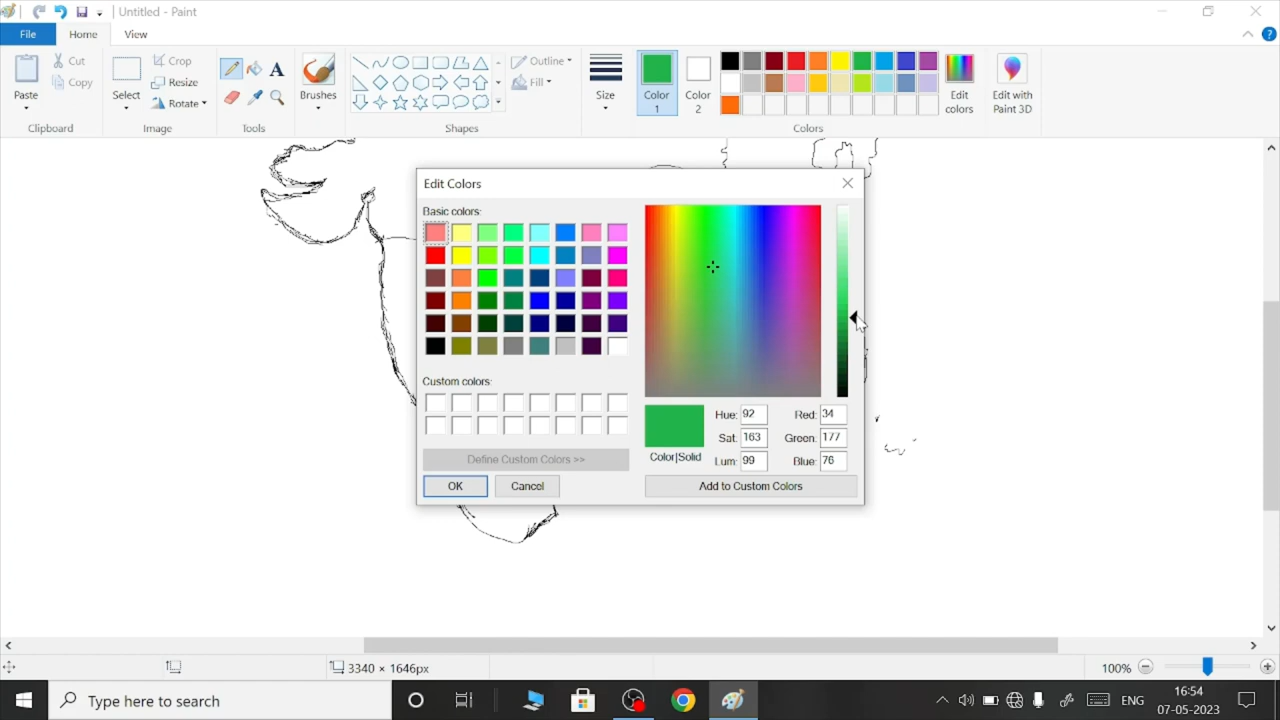 Untitled - Paint
File Home View
Paste
Cut
Copy
Clipboard
Select
Crop
Resize
Rotate
Image
Tools
Brushes
Shapes
Outline
Fill
Size
Color 1
Color 2
Colors
Edit colors
Edit with Paint 3D
Edit Colors
Basic colors:
Custom colors:
Define Custom Colors >>
OK Cancel
Color|Solid
Hue: 92 Red: 34
Sat: 163 Green: 177
Lum: 99 Blue: 76
Add to Custom Colors
3340 × 1646px
100%
Type here to search
ENG
16:54
07-05-2023